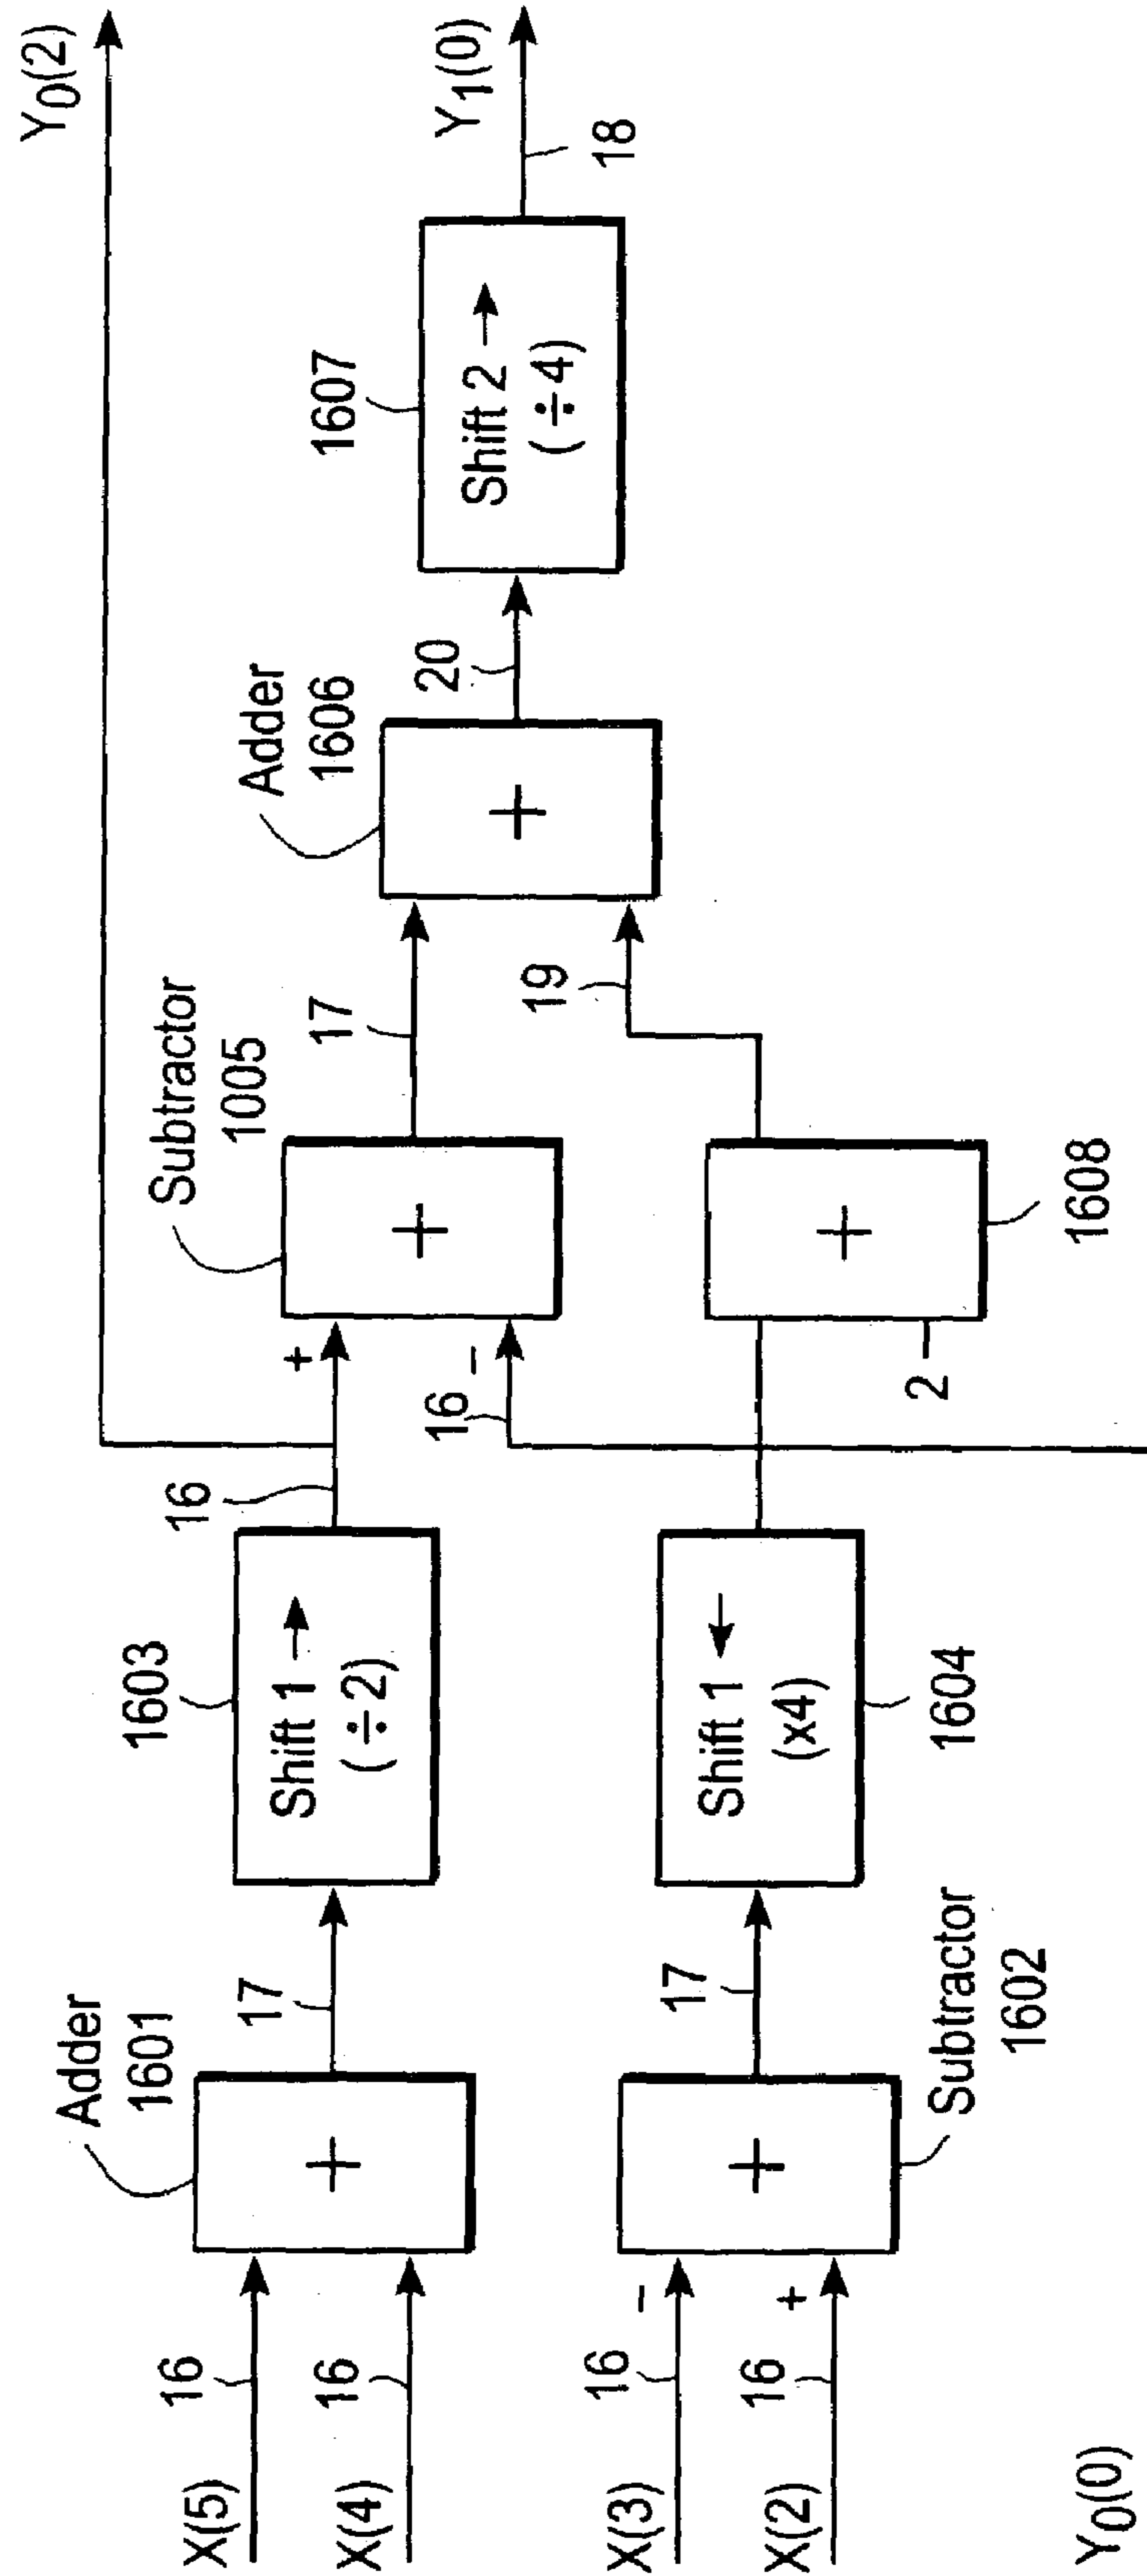 Y0(2)
Adder
1601
16
X(5)
16
X(4)
17
1603
Shift 1 →
(÷2)
16
+
16
−
Subtractor
1005
17
Adder
1606
20
1607
Shift 2 →
(÷4)
Y1(0)
18
16
X(3)
−
16
X(2)
+
Subtractor
1602
17
Shift 1 ←
(x4)
1604
2
1608
19
Y0(0)
+
+
+
+
+